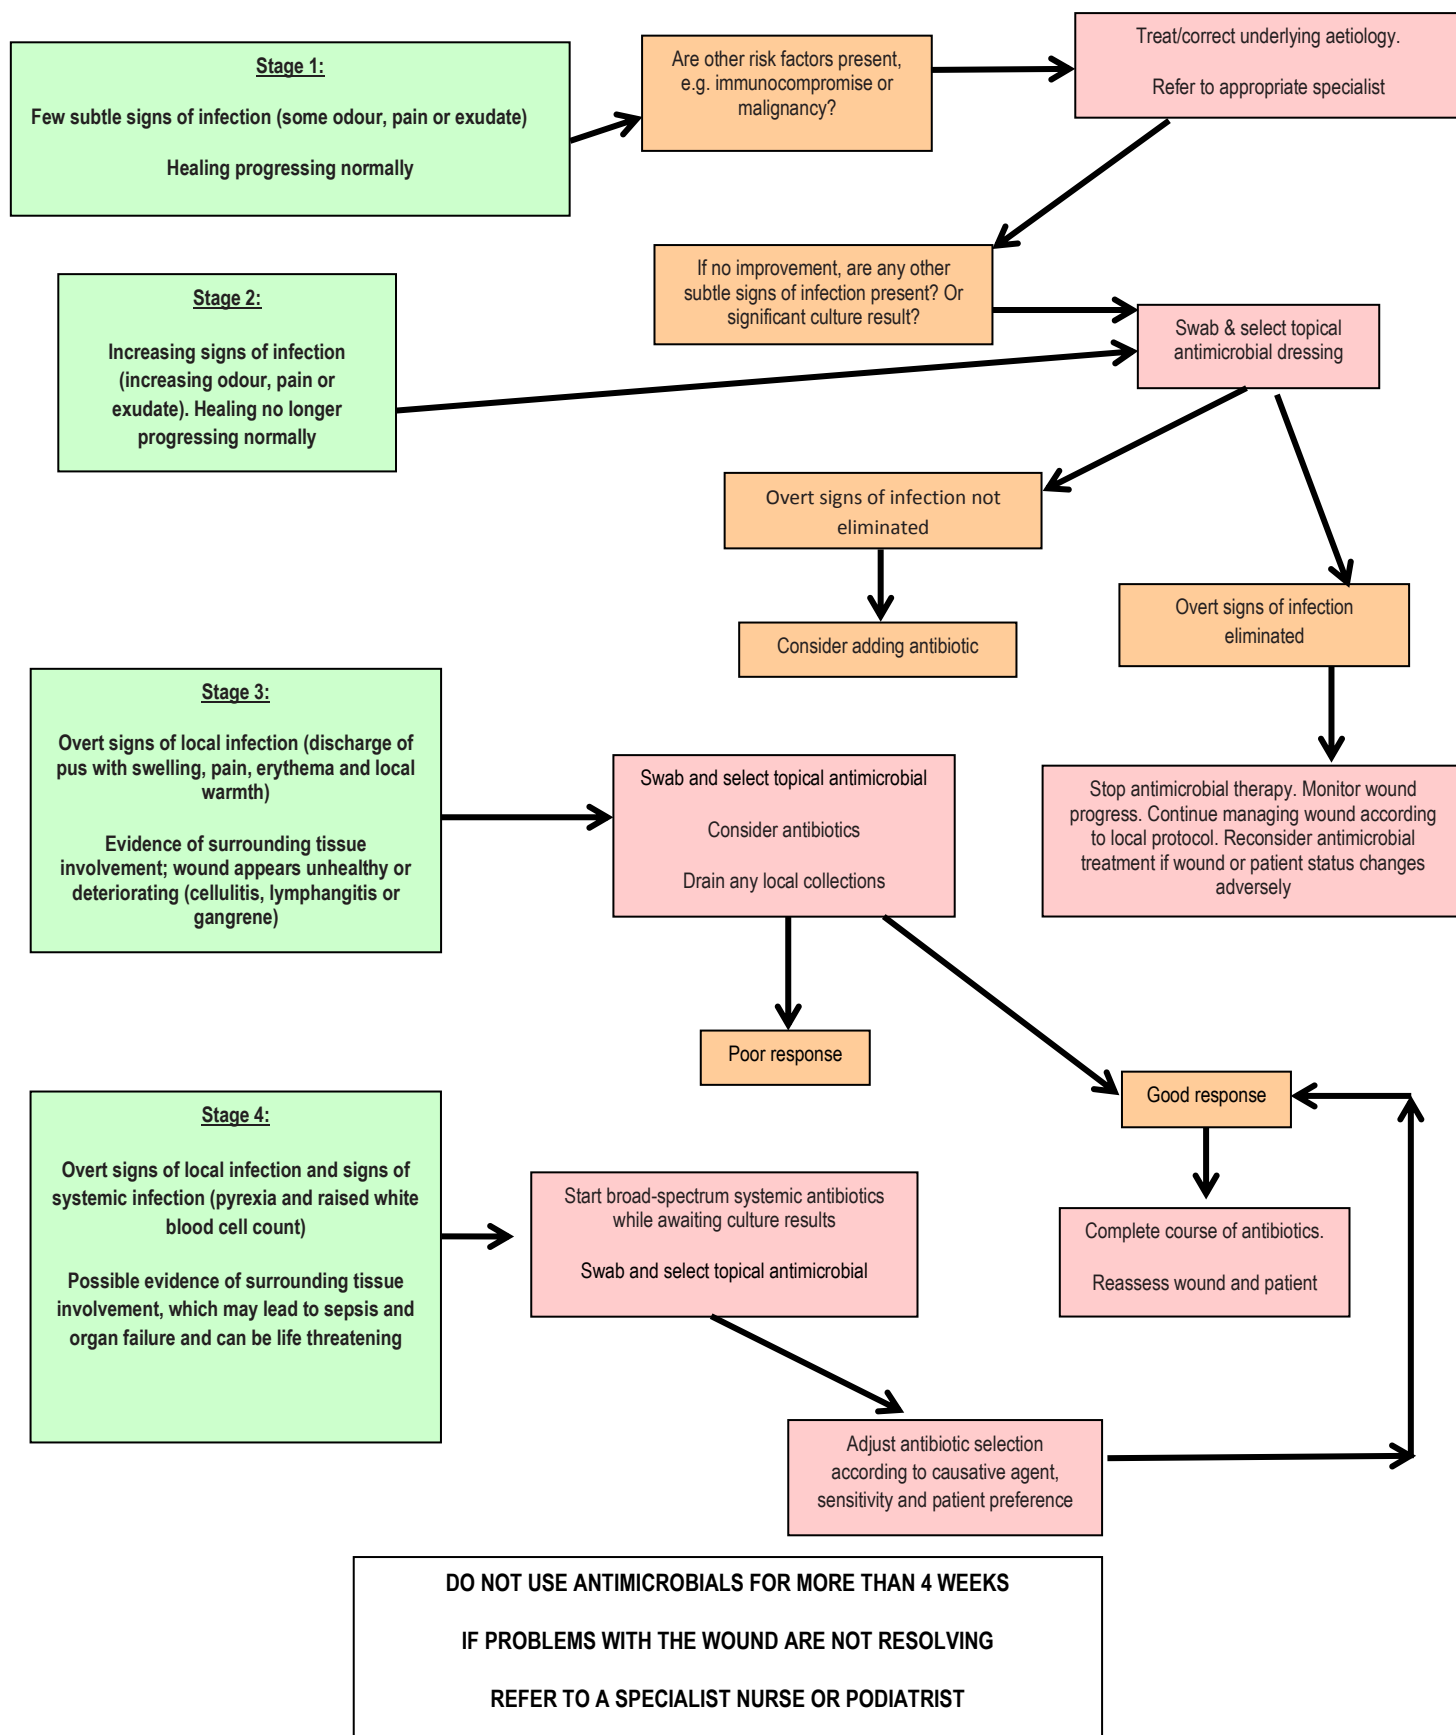 Stage 1:
Few subtle signs of infection (some odour, pain or exudate)
Healing progressing normally
Are other risk factors present,
e.g. immunocompromise or
malignancy?
Treat/correct underlying aetiology.
Refer to appropriate specialist
If no improvement, are any other
subtle signs of infection present? Or
significant culture result?
Stage 2:
Increasing signs of infection
(increasing odour, pain or
exudate). Healing no longer
progressing normally
Swab & select topical
antimicrobial dressing
Overt signs of infection not
eliminated
Consider adding antibiotic
Overt signs of infection
eliminated
Stop antimicrobial therapy. Monitor wound
progress. Continue managing wound according
to local protocol. Reconsider antimicrobial
treatment if wound or patient status changes
adversely
Stage 3:
Overt signs of local infection (discharge of
pus with swelling, pain, erythema and local
warmth)
Evidence of surrounding tissue
involvement; wound appears unhealthy or
deteriorating (cellulitis, lymphangitis or
gangrene)
Swab and select topical antimicrobial
Consider antibiotics
Drain any local collections
Poor response
Good response
Complete course of antibiotics.
Reassess wound and patient
Stage 4:
Overt signs of local infection and signs of
systemic infection (pyrexia and raised white
blood cell count)
Possible evidence of surrounding tissue
involvement, which may lead to sepsis and
organ failure and can be life threatening
Start broad-spectrum systemic antibiotics
while awaiting culture results
Swab and select topical antimicrobial
Adjust antibiotic selection
according to causative agent,
sensitivity and patient preference
DO NOT USE ANTIMICROBIALS FOR MORE THAN 4 WEEKS
IF PROBLEMS WITH THE WOUND ARE NOT RESOLVING
REFER TO A SPECIALIST NURSE OR PODIATRIST